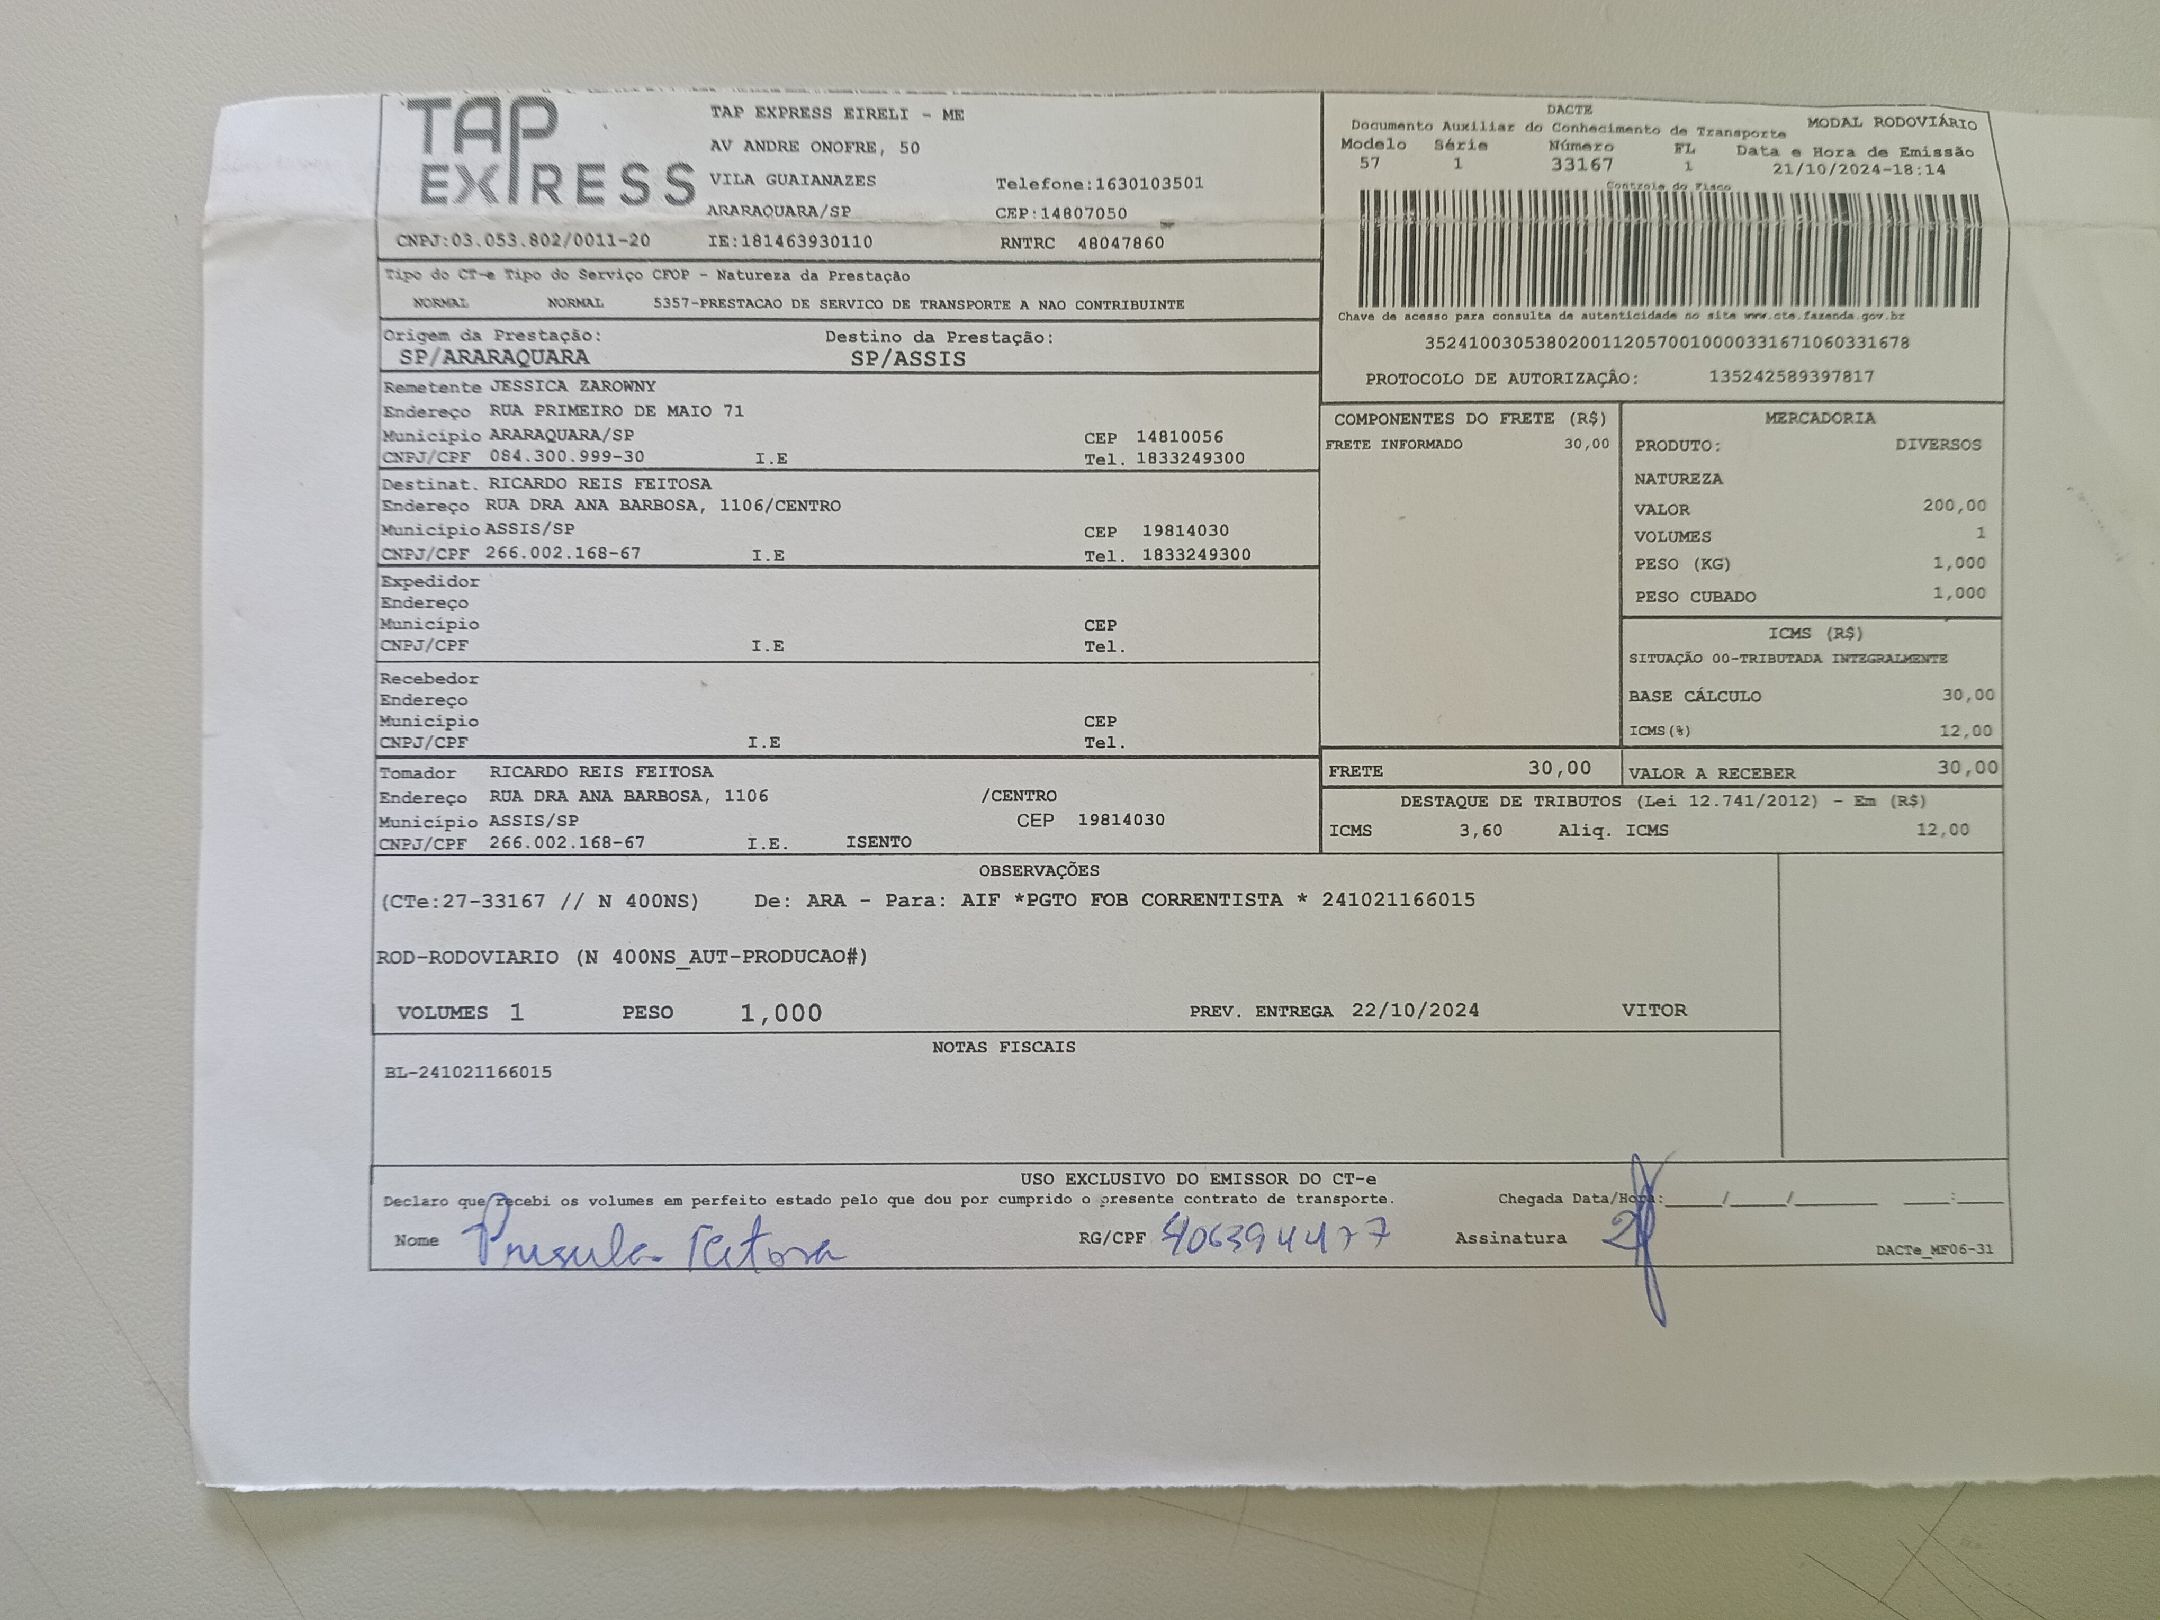 TAP EXPRESS
TAP EXPRESS EIRELI - ME
AV ANDRE ONOFRE, 50
VILA GUAIANAZES Telefone:1630103501
ARARAQUARA/SP CEP:14807050
CNPJ:03.053.802/0011-20 IE:181463930110 RNTRC 48047860
DACTE
Documento Auxiliar do Conhecimento de Transporte MODAL RODOVIÁRIO
Modelo Série Número FL Data e Hora de Emissão
57 1 33167 1 21/10/2024-18:14
Controle do Fisco
Chave de acesso para consulta de autenticidade no site www.cte.fazenda.gov.br
35241003053802001120570010000331671060331678
PROTOCOLO DE AUTORIZAÇÂO: 135242589397817
Tipo do CT-e Tipo do Serviço CFOP - Natureza da Prestação
NORMAL NORMAL 5357-PRESTACAO DE SERVICO DE TRANSPORTE A NAO CONTRIBUINTE
Origem da Prestação: Destino da Prestação:
SP/ARARAQUARA SP/ASSIS
Remetente JESSICA ZAROWNY
Endereço RUA PRIMEIRO DE MAIO 71
Município ARARAQUARA/SP CEP 14810056
CNPJ/CPF 084.300.999-30 I.E Tel. 1833249300
Destinat. RICARDO REIS FEITOSA
Endereço RUA DRA ANA BARBOSA, 1106/CENTRO
Município ASSIS/SP CEP 19814030
CNPJ/CPF 266.002.168-67 I.E Tel. 1833249300
Expedidor
Endereço
Município CEP
CNPJ/CPF I.E Tel.
Recebedor
Endereço
Município CEP
CNPJ/CPF I.E Tel.
Tomador RICARDO REIS FEITOSA
Endereço RUA DRA ANA BARBOSA, 1106 /CENTRO
Município ASSIS/SP CEP 19814030
CNPJ/CPF 266.002.168-67 I.E. ISENTO
COMPONENTES DO FRETE (R$)
FRETE INFORMADO 30,00
MERCADORIA
PRODUTO: DIVERSOS
NATUREZA
VALOR 200,00
VOLUMES 1
PESO (KG) 1,000
PESO CUBADO 1,000
ICMS (R$)
SITUAÇÃO 00-TRIBUTADA INTEGRALMENTE
BASE CÁLCULO 30,00
ICMS(%) 12,00
FRETE 30,00 VALOR A RECEBER 30,00
DESTAQUE DE TRIBUTOS (Lei 12.741/2012) - Em (R$)
ICMS 3,60 Aliq. ICMS 12,00
OBSERVAÇÕES
(CTe:27-33167 // N 400NS) De: ARA - Para: AIF *PGTO FOB CORRENTISTA * 241021166015
ROD-RODOVIARIO (N 400NS_AUT-PRODUCAO#)
VOLUMES 1 PESO 1,000 PREV. ENTREGA 22/10/2024 VITOR
NOTAS FISCAIS
BL-241021166015
USO EXCLUSIVO DO EMISSOR DO CT-e
Declaro que recebi os volumes em perfeito estado pelo que dou por cumprido o presente contrato de transporte. Chegada Data/Hora: ____/____/______ __:___
Nome Feitosa RG/CPF 406394477 Assinatura
DACTe_MF06-31